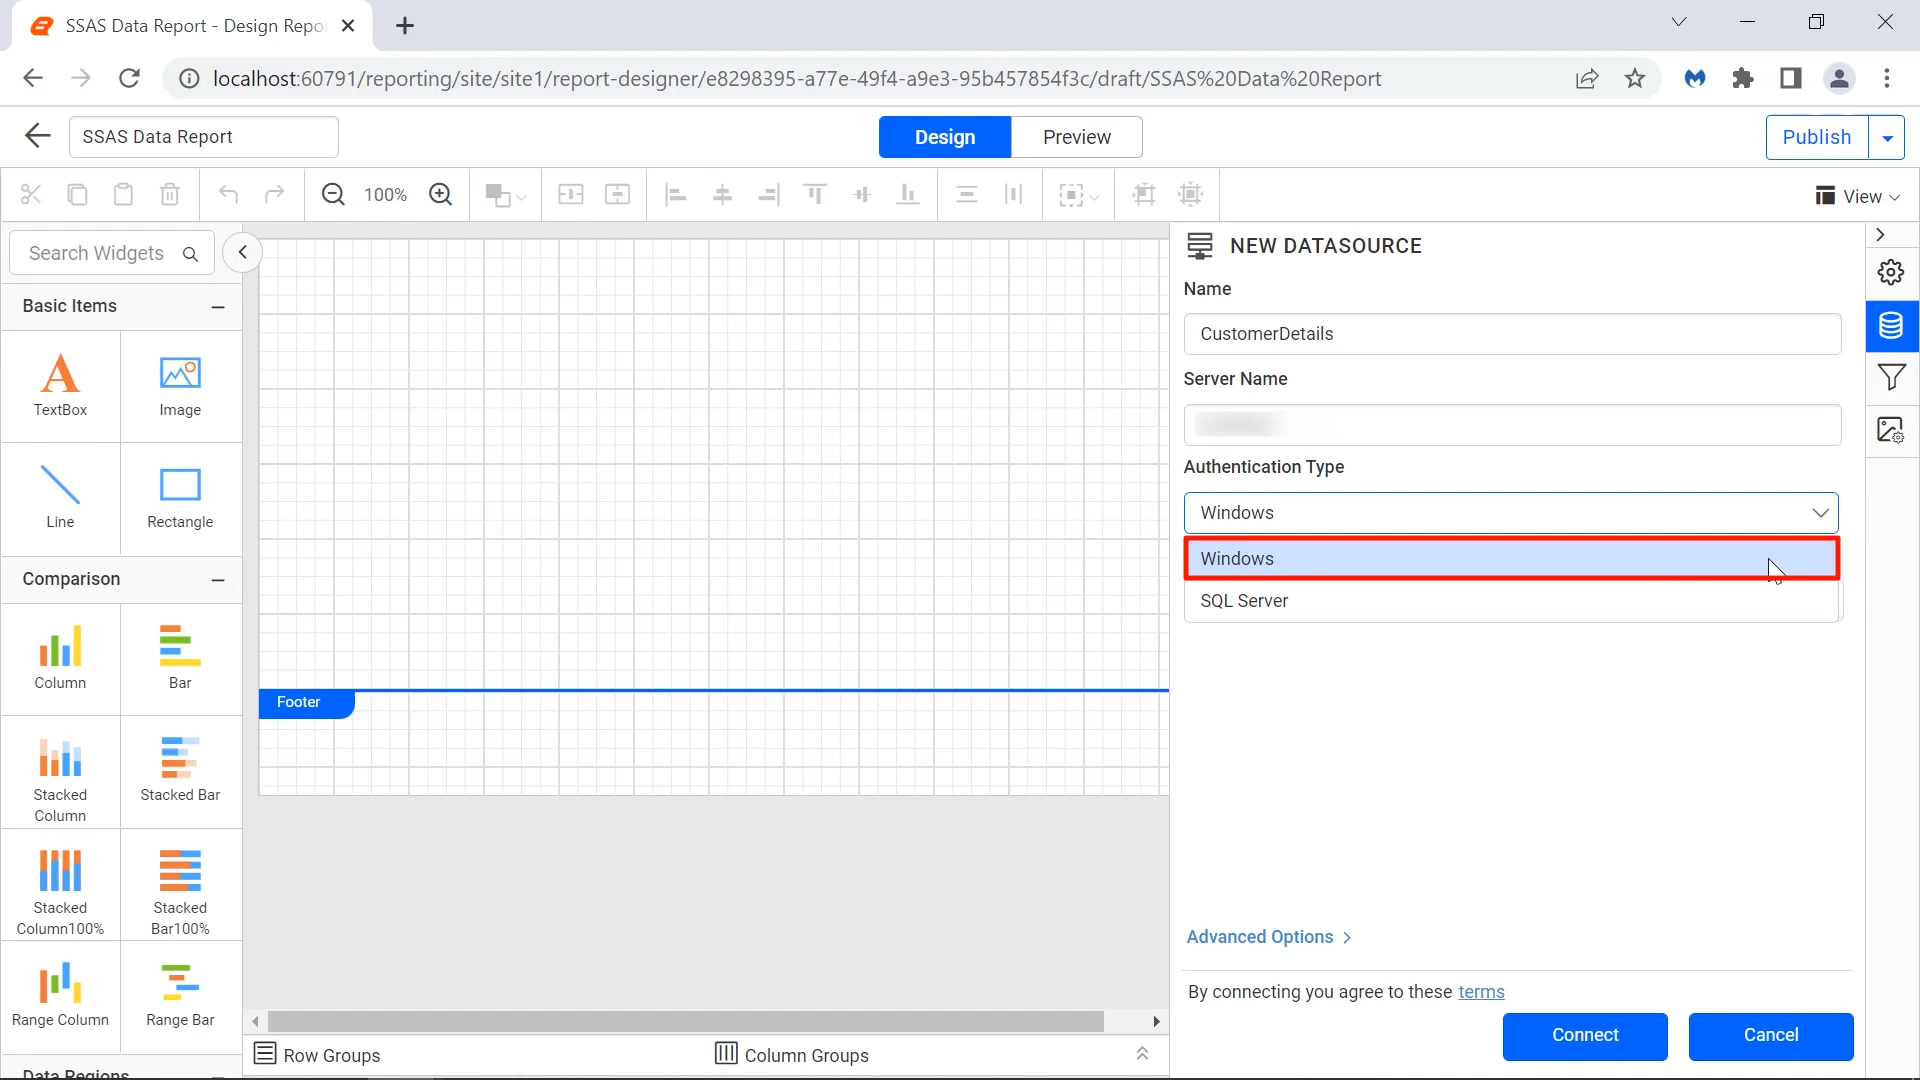 SSAS Data Report - Design Repo
localhost:60791/reporting/site/site1/report-designer/e8298395-a77e-49f4-a9e3-95b457854f3c/draft/SSAS%20Data%20Report
SSAS Data Report
Design
Preview
Publish
100%
View
Search Widgets
Basic Items
TextBox
Image
Line
Rectangle
Comparison
Column
Bar
Stacked
Column
Stacked Bar
Stacked
Column100%
Stacked
Bar100%
Range Column
Range Bar
Data Regions
Footer
Row Groups
Column Groups
NEW DATASOURCE
Name
CustomerDetails
Server Name
Authentication Type
Windows
Windows
SQL Server
Advanced Options
By connecting you agree to these terms
Connect
Cancel